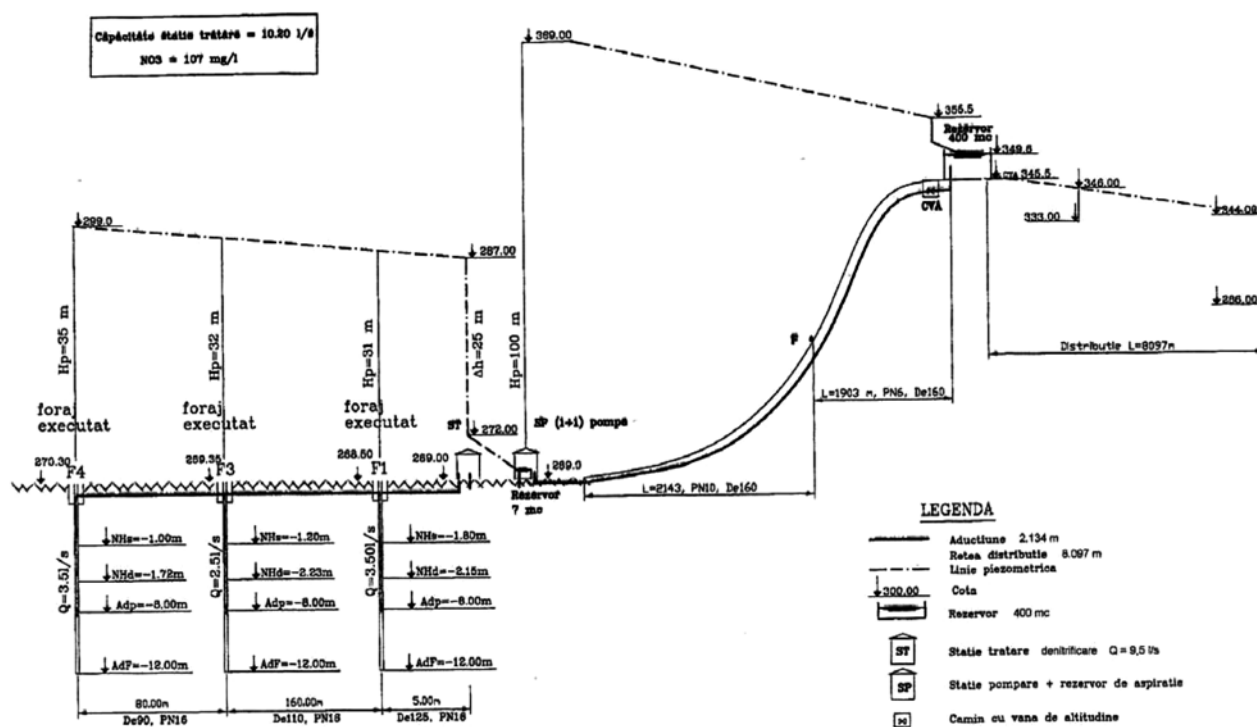 Capacitate statie tratare = 10.20 l/s
NO3 = 107 mg/l
369.00
355.5
Rezervor
400 mc
349.6
CTA 345.5
346.00
CVA
333.00
344.09
286.00
299.0
287.00
Hp=35 m
Hp=32 m
Hp=31 m
Δh=25 m
Hp=100 m
P
Distributie L=8097m
L=1903 m, PN6, De160
foraj
executat
foraj
executat
foraj
executat
ST
SP (1+1) pompe
272.00
270.30
F4
269.35
F3
268.50
F1
269.00
269.0
Rezervor
7 mc
L=2143, PN10, De160
Q=3.5l/s
NHs=-1.00m
NHd=-1.72m
Adp=-8.00m
AdF=-12.00m
Q=2.5l/s
NHs=-1.20m
NHd=-2.23m
Adp=-8.00m
AdF=-12.00m
Q=3.50l/s
NHs=-1.80m
NHd=-2.15m
Adp=-8.00m
AdF=-12.00m
80.00m
De90, PN16
160.00m
De110, PN16
5.00m
De125, PN16
LEGENDA
Aductiune 2.134 m
Retea distributie 8.097 m
Linie piezometrica
300.00 Cota
Rezervor 400 mc
ST Statie tratare denitrificare Q = 9,5 l/s
SP Statie pompare + rezervor de aspiratie
Camin cu vana de altitudine